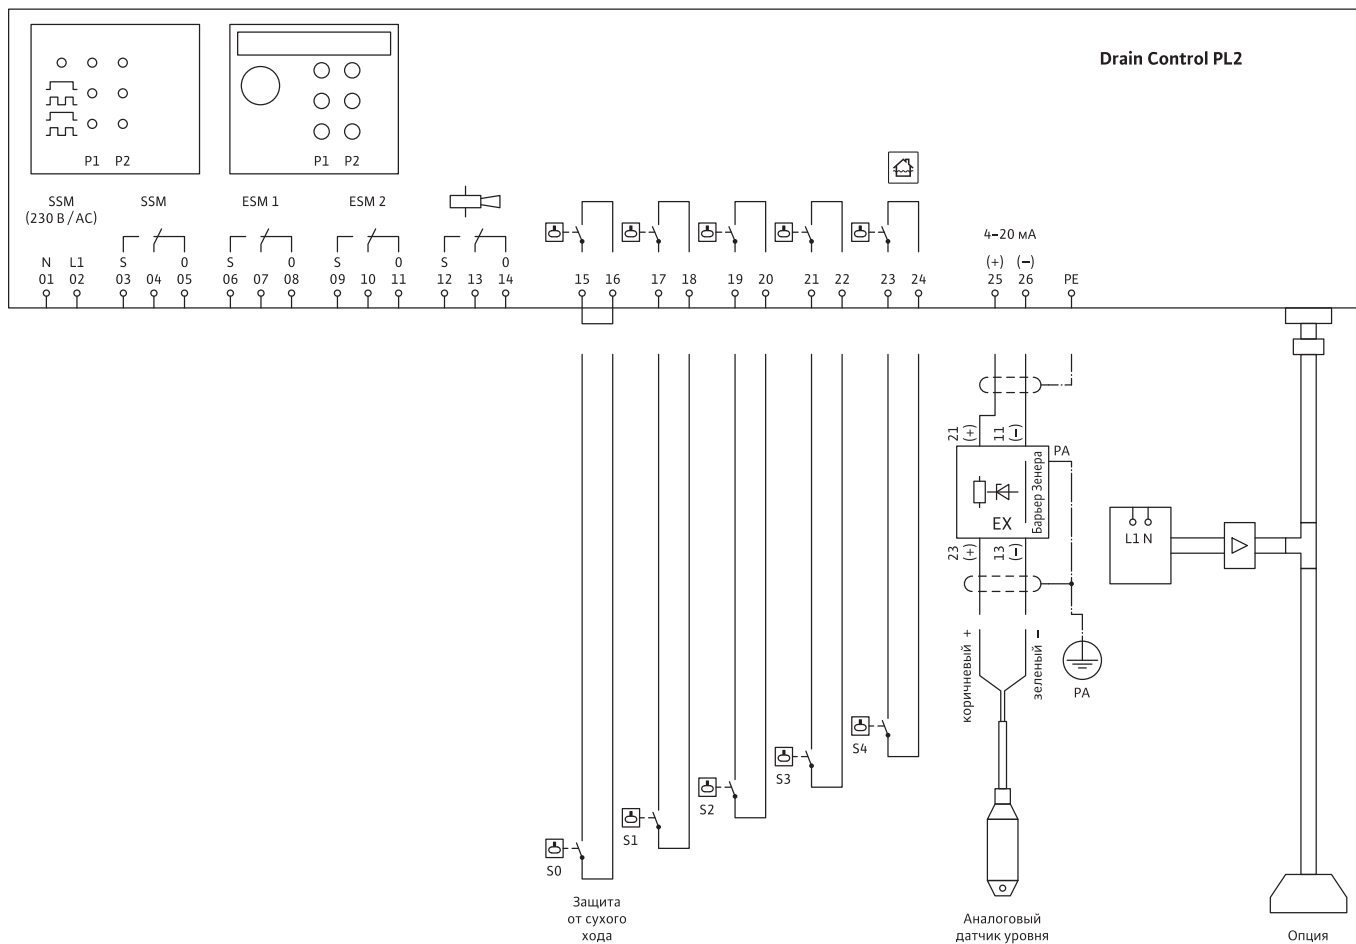 Drain Control PL2
P1 P2
P1 P2
SSM
(230 В / AC)
SSM
ESM 1
ESM 2
4–20 мА
S 0 S 0 S 0 S 0
(+) (−)
N L1
01 02 03 04 05 06 07 08 09 10 11 12 13 14 15 16 17 18 19 20 21 22 23 24 25 26 PE
21 (+)
11 (−)
PA
Барьер Зенера
EX
23 (+)
13 (−)
L1 N
коричневый +
зеленый −
PA
S4
S3
S2
S1
S0
Защита
от сухого
хода
Аналоговый
датчик уровня
Опция